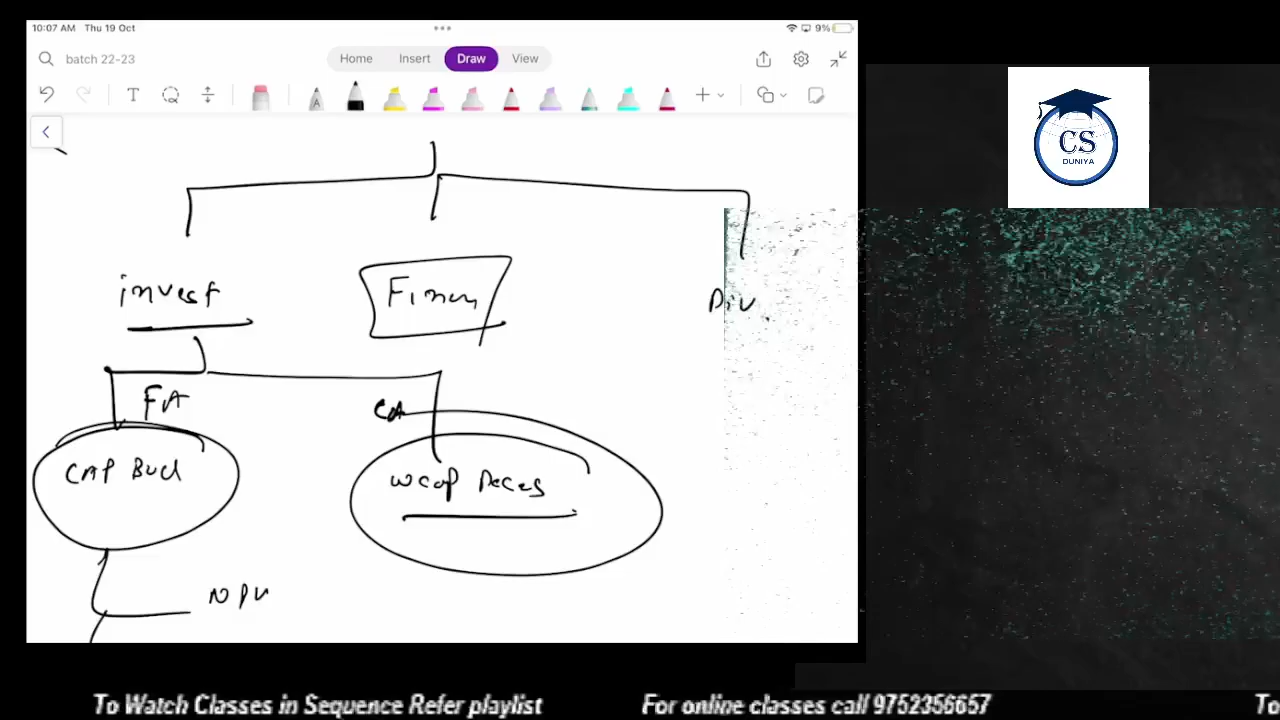 10:07 AM Thu 19 Oct
9%
batch 22-23
Home Insert Draw View
CS
DUNIYA
invest
Finan
Div.
FA
CA
CAP Bud
wcap Deces
NPV
To Watch Classes in Sequence Refer playlist
For online classes call 9752356657
To